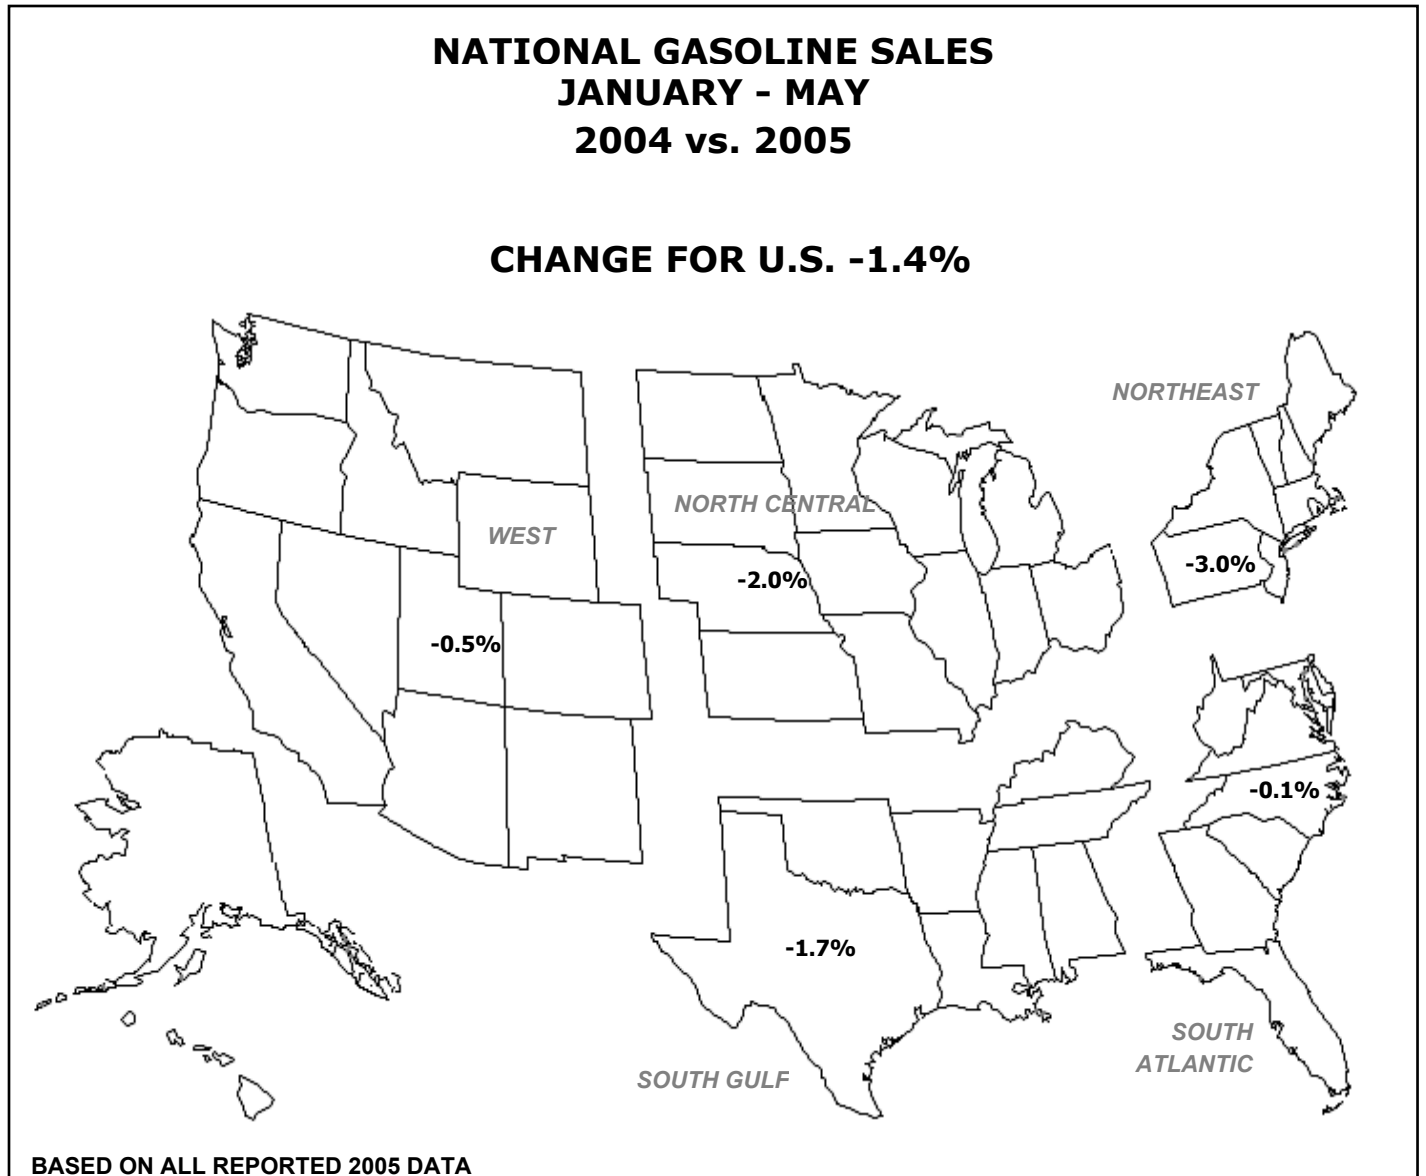 NATIONAL GASOLINE SALES
JANUARY - MAY
2004 vs. 2005
CHANGE FOR U.S. -1.4%
NORTHEAST
NORTH CENTRAL
WEST
-3.0%
-2.0%
-0.5%
-0.1%
-1.7%
SOUTH
ATLANTIC
SOUTH GULF
BASED ON ALL REPORTED 2005 DATA